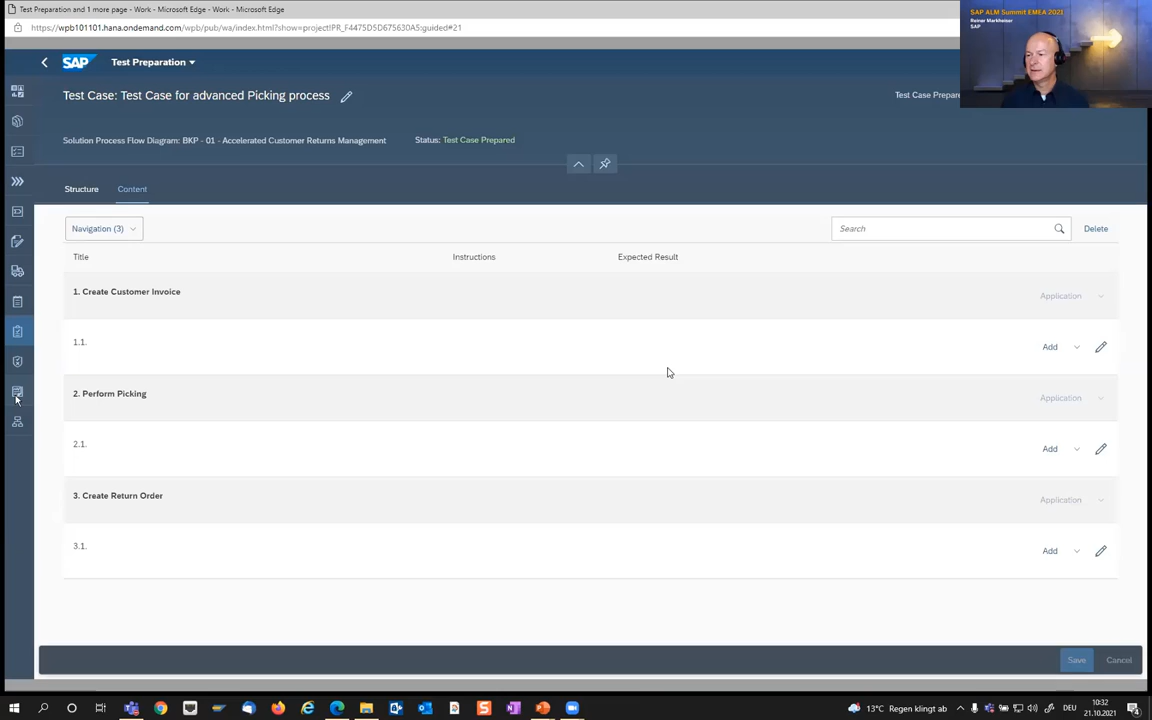 Test Preparation and 1 more page - Work - Microsoft Edge - Work - Microsoft Edge
https://wpb101101.hana.ondemand.com/wpb/pub/wa/index.html?show=project!PR_F4475D5D675630A5:guided#21
SAP ALM Summit EMEA 2021
Reiner Markheiser
SAP
SAP Test Preparation
Test Case: Test Case for advanced Picking process
Test Case Prepare
Solution Process Flow Diagram: BKP - 01 - Accelerated Customer Returns Management Status: Test Case Prepared
Structure Content
Navigation (3) Search Delete
Title Instructions Expected Result
1. Create Customer Invoice Application
1.1. Add
2. Perform Picking Application
2.1. Add
3. Create Return Order Application
3.1. Add
Save Cancel
13°C Regen klingt ab DEU 10:32
21.10.2021 4